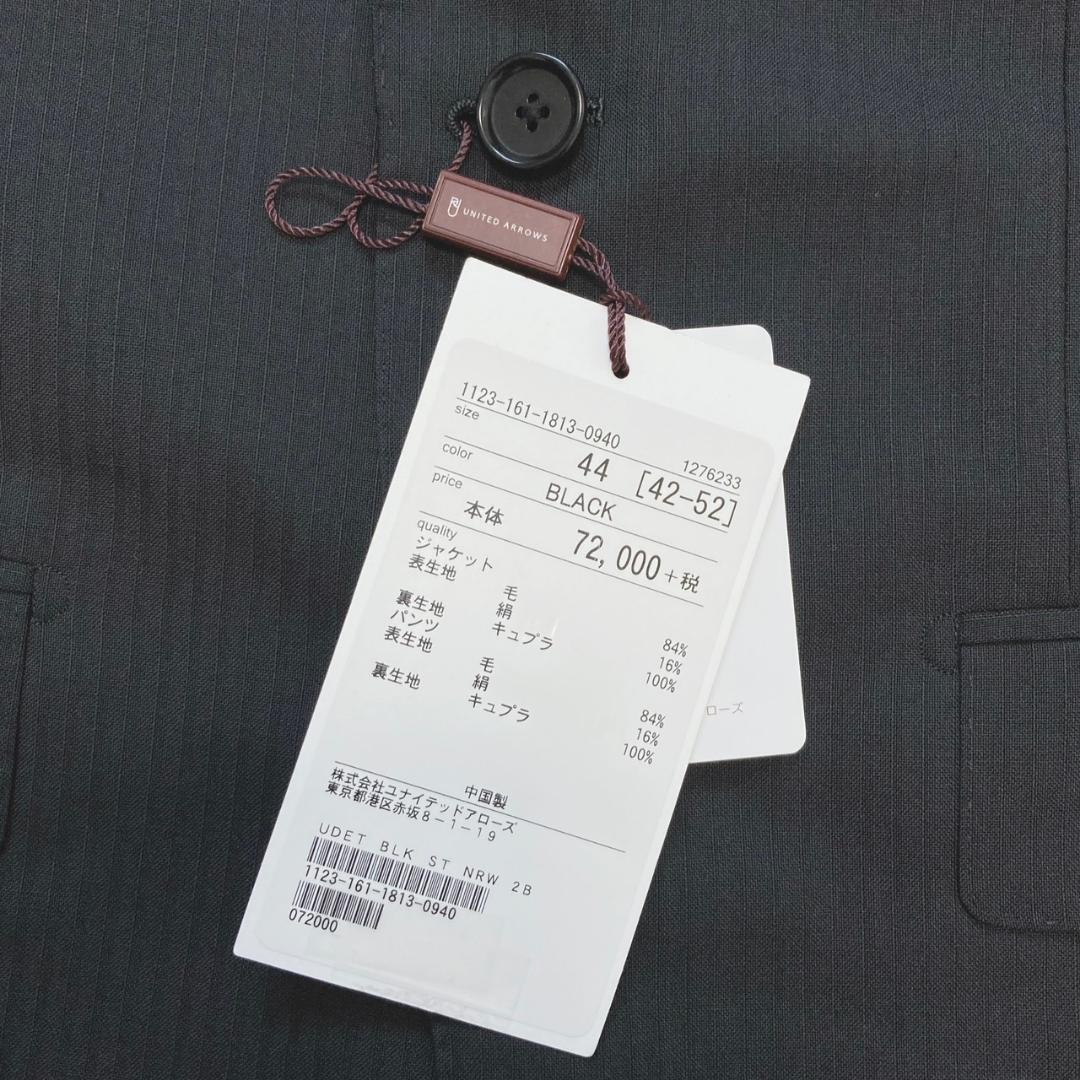 UNITED ARROWS
1123-161-1813-0940
size 1276233
44 [42-52]
color BLACK
price 本体 72,000+税
quality
ジャケット
表生地 毛 84%
絹 16%
裏生地 キュプラ 100%
パンツ
表生地 毛 84%
絹 16%
裏生地 キュプラ 100%
中国製
株式会社ユナイテッドアローズ
東京都港区赤坂8-1-19
UDET BLK ST NRW 2B
1123-161-1813-0940
072000
ローズ